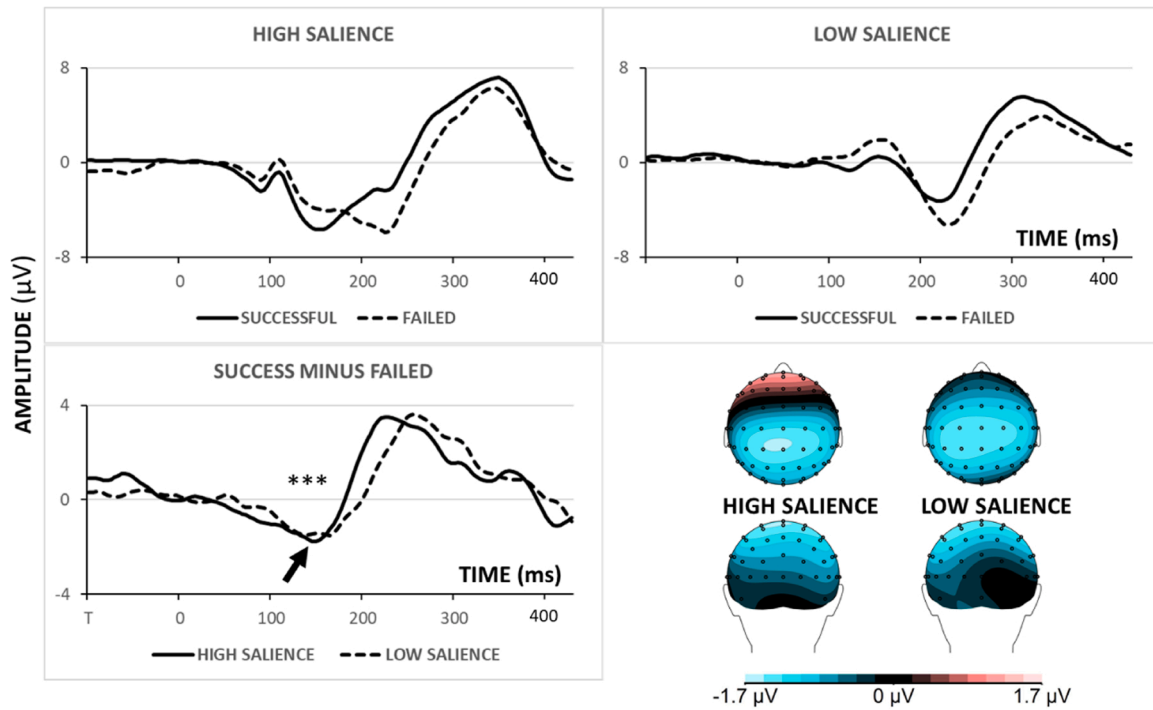 HIGH SALIENCE
8
0
-8
0 100 200 300 400
SUCCESSFUL FAILED
LOW SALIENCE
8
0
-8
TIME (ms)
0 100 200 300 400
SUCCESSFUL FAILED
AMPLITUDE (µV)
SUCCESS MINUS FAILED
4
0
-4
***
TIME (ms)
T 0 100 200 300 400
HIGH SALIENCE LOW SALIENCE
HIGH SALIENCE LOW SALIENCE
-1.7 µV 0 µV 1.7 µV